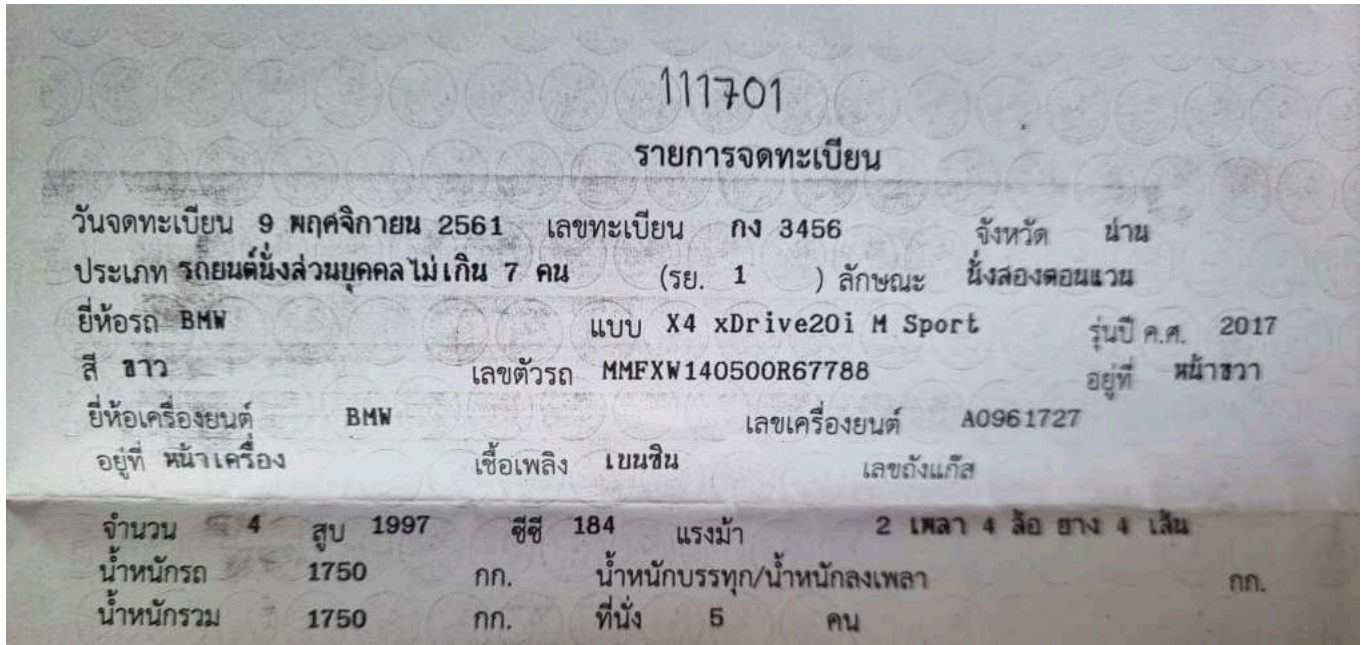 111701
รายการจดทะเบียน
วันจดทะเบียน 9 พฤศจิกายน 2561 เลขทะเบียน กง 3456 จังหวัด น่าน
ประเภท รถยนต์นั่งส่วนบุคคลไม่เกิน 7 คน (รย. 1 ) ลักษณะ นั่งสองตอนแวน
ยี่ห้อรถ BMW แบบ X4 xDrive20i M Sport รุ่นปี ค.ศ. 2017
สี ขาว เลขตัวรถ MMFXW140500R67788 อยู่ที่ หน้าขวา
ยี่ห้อเครื่องยนต์ BMW เลขเครื่องยนต์ A0961727
อยู่ที่ หน้าเครื่อง เชื้อเพลิง เบนซิน เลขถังแก๊ส
จำนวน 4 สูบ 1997 ซีซี 184 แรงม้า 2 เพลา 4 ล้อ ยาง 4 เส้น
น้ำหนักรถ 1750 กก. น้ำหนักบรรทุก/น้ำหนักลงเพลา กก.
น้ำหนักรวม 1750 กก. ที่นั่ง 5 คน